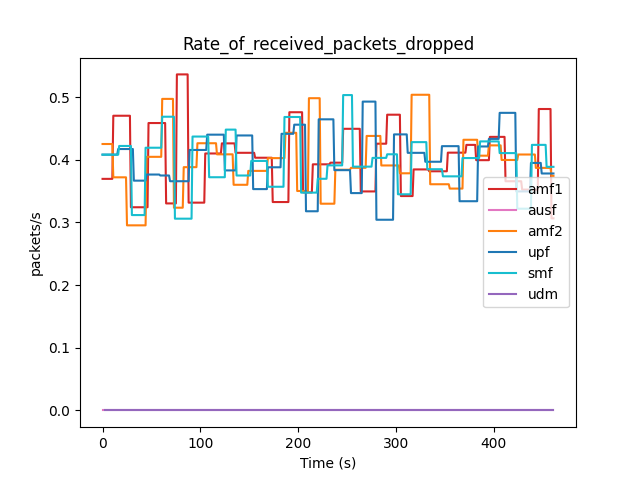 Rate_of_received_packets_dropped
packets/s
0.5
0.4
0.3
0.2
0.1
0.0
0
100
200
300
400
Time (s)
amf1
ausf
amf2
upf
smf
udm